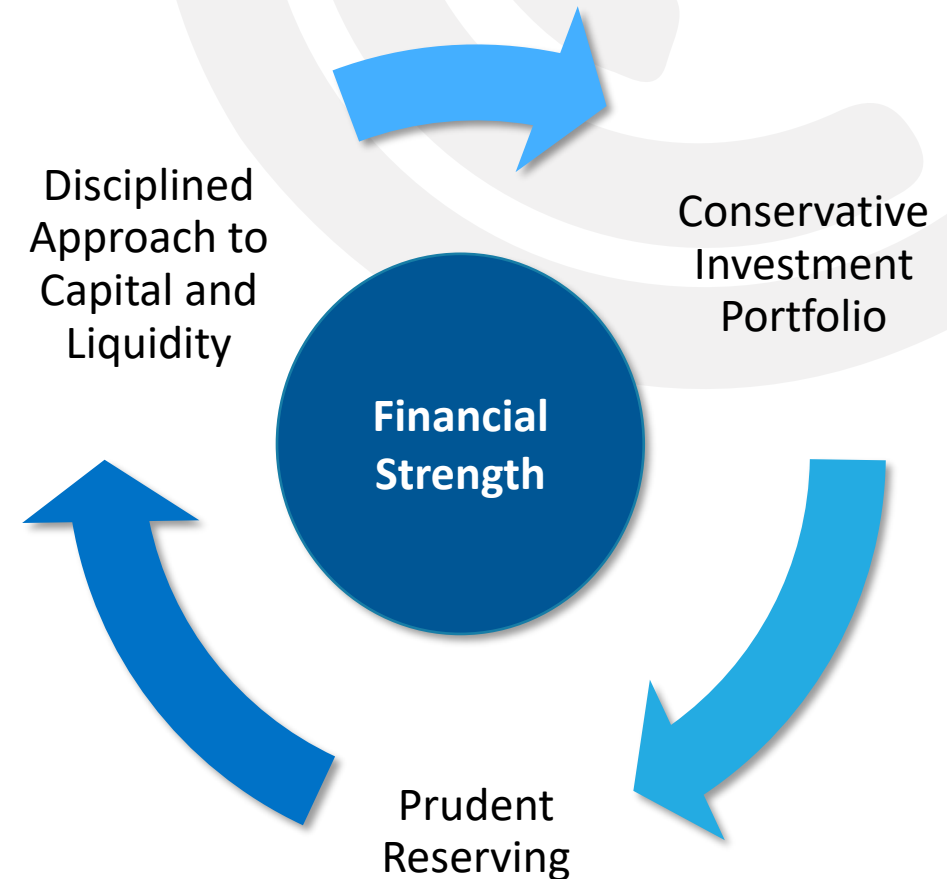 Disciplined
Approach to
Capital and
Liquidity
Conservative
Investment
Portfolio
Financial
Strength
Prudent
Reserving